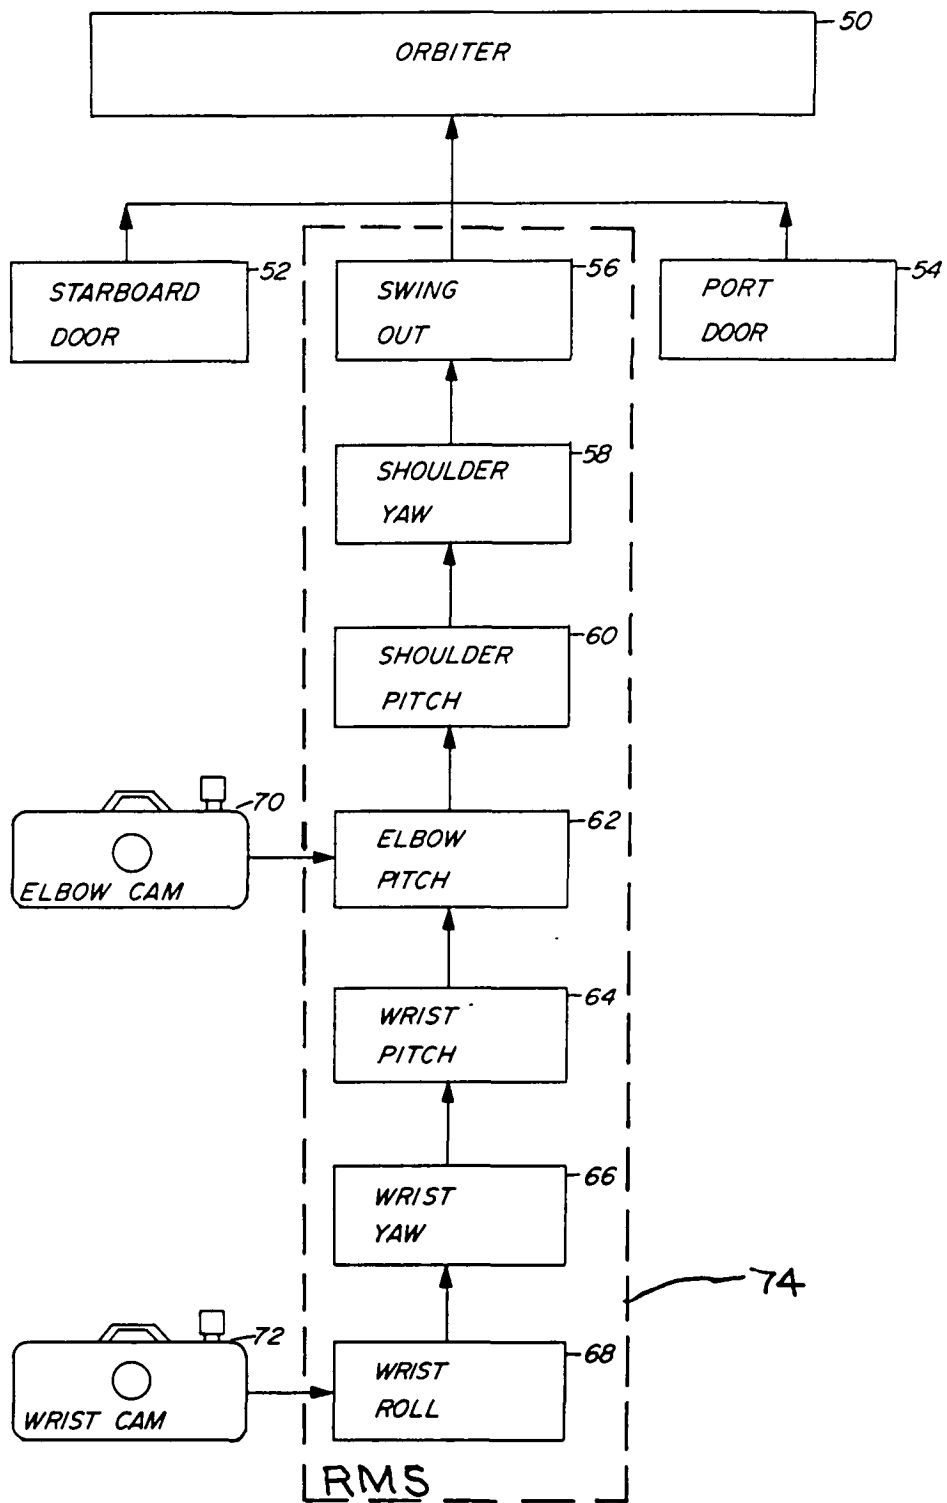 50
ORBITER
52
STARBOARD
DOOR
56
SWING
OUT
54
PORT
DOOR
58
SHOULDER
YAW
60
SHOULDER
PITCH
70
ELBOW CAM
62
ELBOW
PITCH
64
WRIST
PITCH
66
WRIST
YAW
74
72
WRIST CAM
68
WRIST
ROLL
RMS